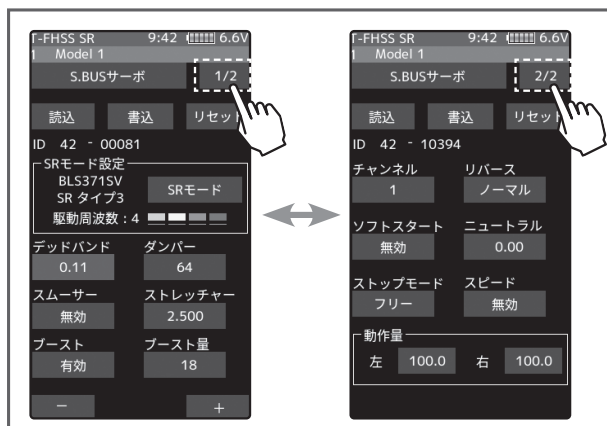 T-FHSS SR 9:42 6.6V
1 Model 1
S.BUSサーボ 1/2
読込 書込 リセット
ID 42 - 00081
SRモード設定
BLS371SV
SR タイプ3
SRモード
駆動周波数:4
デッドバンド ダンパー
0.11 64
スムーサー ストレッチャー
無効 2.500
ブースト ブースト量
有効 18
− +
T-FHSS SR 9:42 6.6V
1 Model 1
S.BUSサーボ 2/2
読込 書込 リセット
ID 42 - 10394
チャンネル リバース
1 ノーマル
ソフトスタート ニュートラル
無効 0.00
ストップモード スピード
フリー 無効
動作量
左 100.0 右 100.0